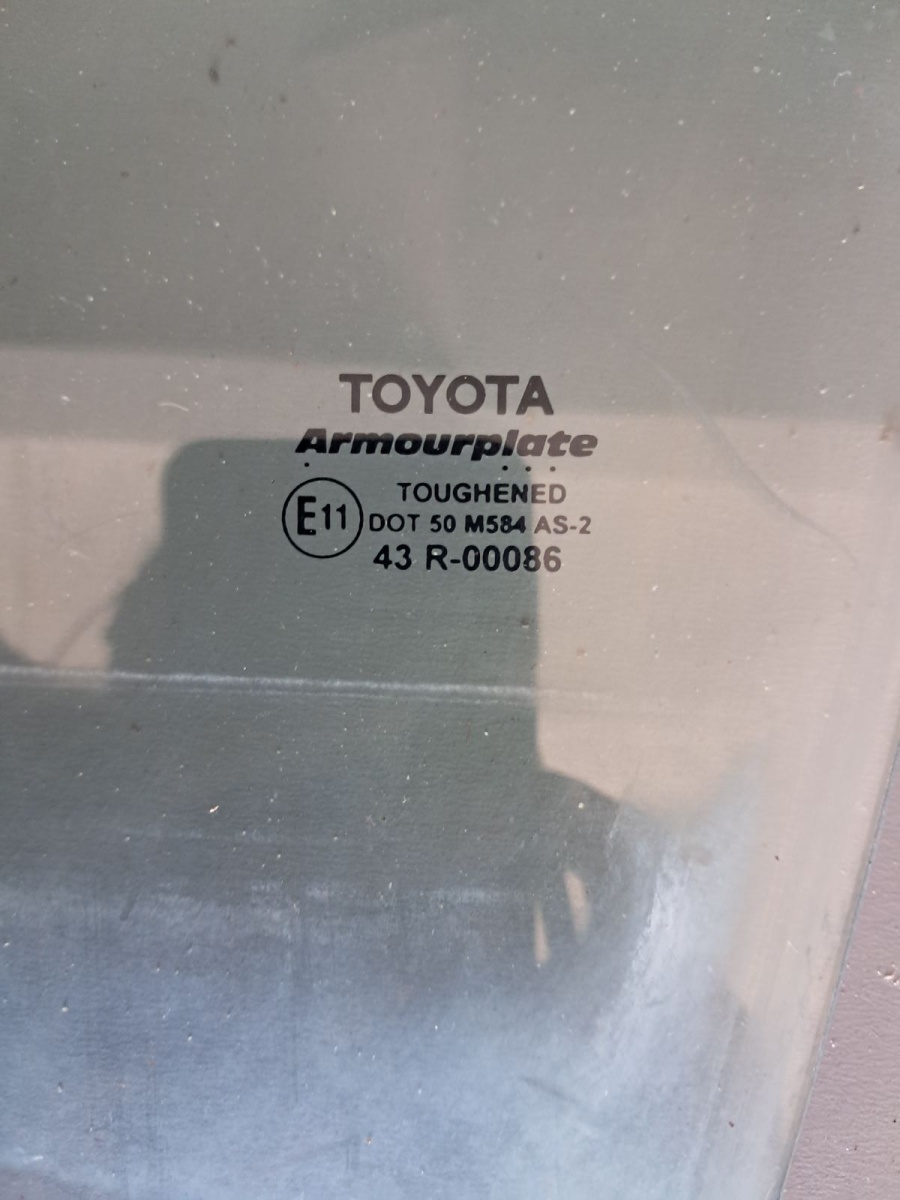 TOYOTA
Armourplate
TOUGHENED
E11
DOT 50 M584 AS-2
43 R-00086